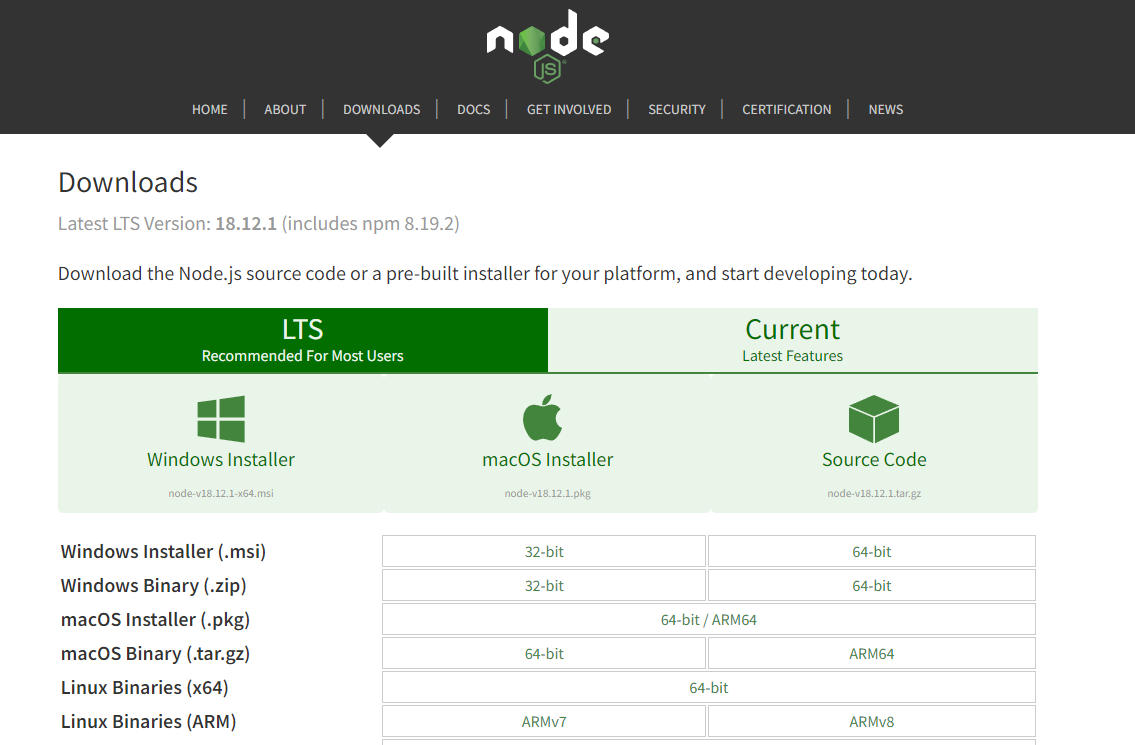 node
JS
HOME | ABOUT | DOWNLOADS | DOCS | GET INVOLVED | SECURITY | CERTIFICATION | NEWS
Downloads
Latest LTS Version: 18.12.1 (includes npm 8.19.2)
Download the Node.js source code or a pre-built installer for your platform, and start developing today.
LTS
Recommended For Most Users
Current
Latest Features
Windows Installer
node-v18.12.1-x64.msi
macOS Installer
node-v18.12.1.pkg
Source Code
node-v18.12.1.tar.gz
Windows Installer (.msi) 32-bit 64-bit
Windows Binary (.zip) 32-bit 64-bit
macOS Installer (.pkg) 64-bit / ARM64
macOS Binary (.tar.gz) 64-bit ARM64
Linux Binaries (x64) 64-bit
Linux Binaries (ARM) ARMv7 ARMv8